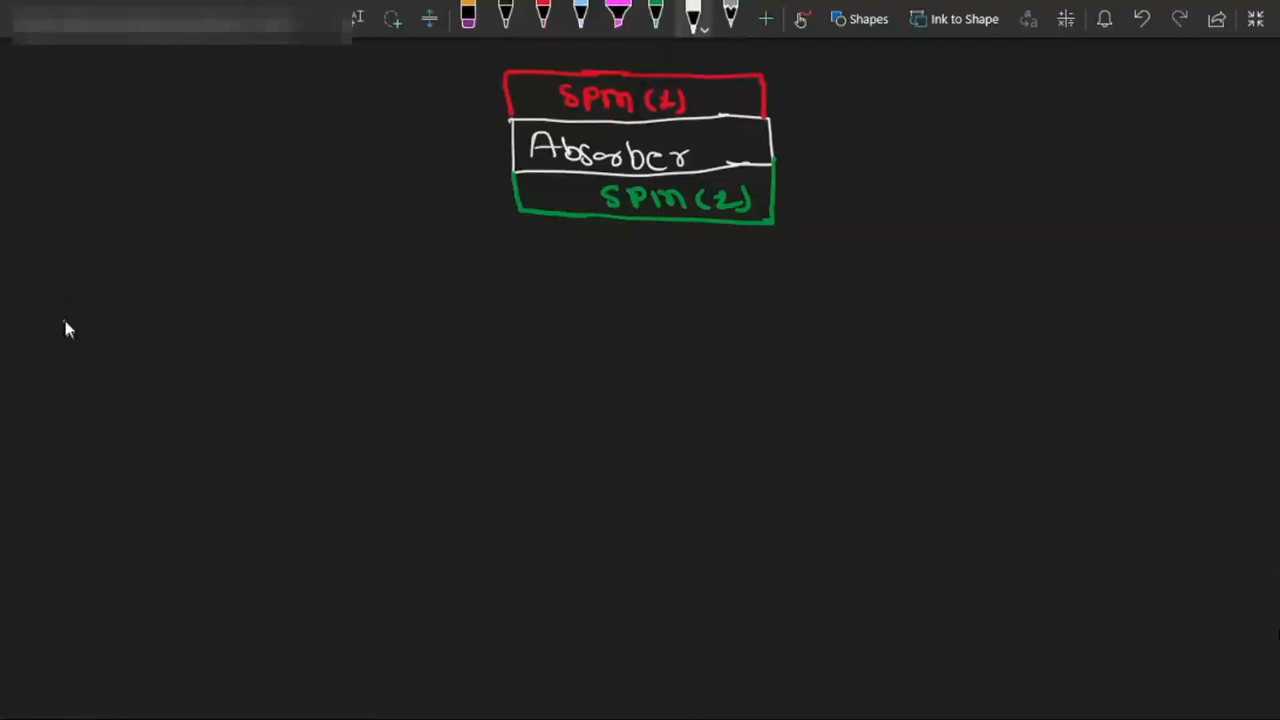 Shapes
Ink to Shape
SPM (1)
Absorber
SPM (2)